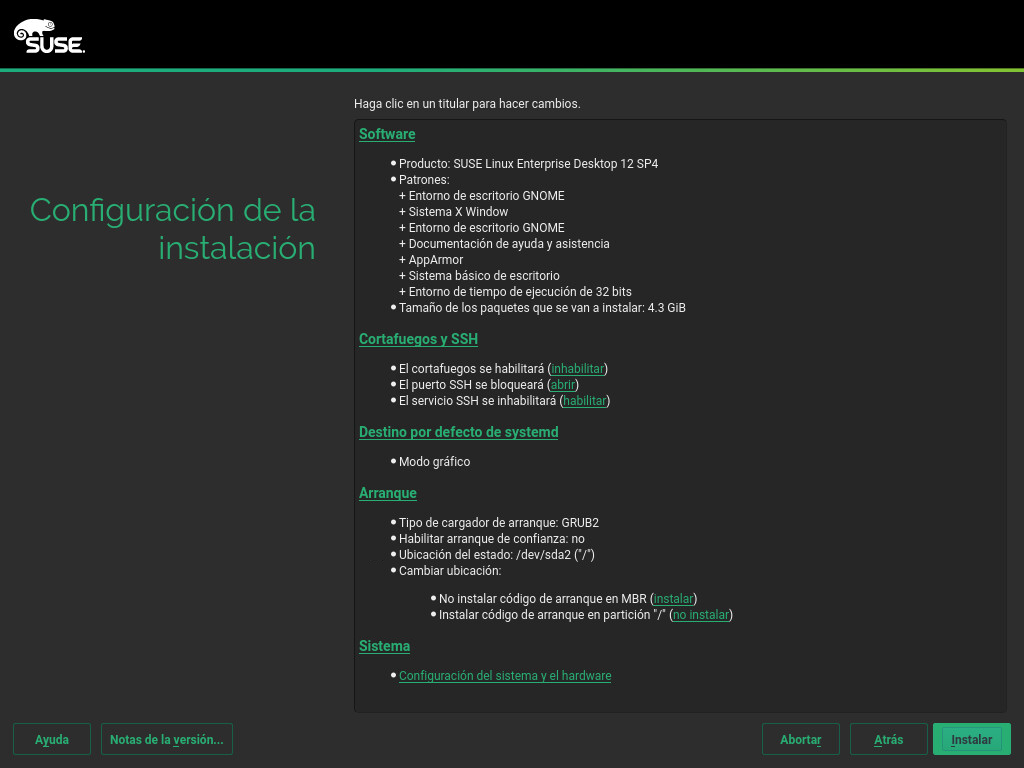 SUSE.
Haga clic en un titular para hacer cambios.
Configuración de la
instalación
Software
Producto: SUSE Linux Enterprise Desktop 12 SP4
Patrones:
+ Entorno de escritorio GNOME
+ Sistema X Window
+ Entorno de escritorio GNOME
+ Documentación de ayuda y asistencia
+ AppArmor
+ Sistema básico de escritorio
+ Entorno de tiempo de ejecución de 32 bits
Tamaño de los paquetes que se van a instalar: 4.3 GiB
Cortafuegos y SSH
El cortafuegos se habilitará (inhabilitar)
El puerto SSH se bloqueará (abrir)
El servicio SSH se inhabilitará (habilitar)
Destino por defecto de systemd
Modo gráfico
Arranque
Tipo de cargador de arranque: GRUB2
Habilitar arranque de confianza: no
Ubicación del estado: /dev/sda2 ("/")
Cambiar ubicación:
No instalar código de arranque en MBR (instalar)
Instalar código de arranque en partición "/" (no instalar)
Sistema
Configuración del sistema y el hardware
Ayuda
Notas de la versión...
Abortar
Atrás
Instalar